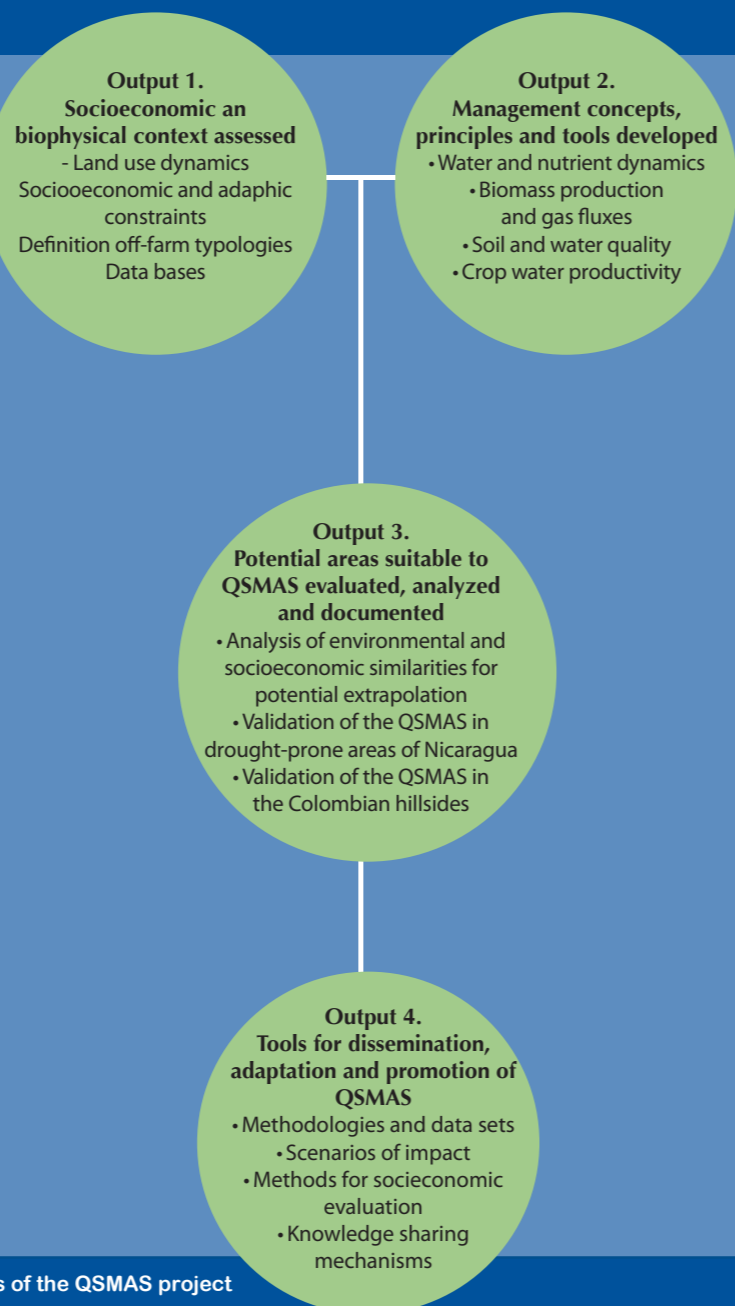 Output 1.
Socioeconomic an
biophysical context assessed
- Land use dynamics
Sociooeconomic and adaphic
constraints
Definition off-farm typologies
Data bases
Output 2.
Management concepts,
principles and tools developed
• Water and nutrient dynamics
• Biomass production
and gas fluxes
• Soil and water quality
• Crop water productivity
Output 3.
Potential areas suitable to
QSMAS evaluated, analyzed
and documented
• Analysis of environmental and
socioeconomic similarities for
potential extrapolation
• Validation of the QSMAS in
drought-prone areas of Nicaragua
• Validation of the QSMAS in
the Colombian hillsides
Output 4.
Tools for dissemination,
adaptation and promotion of
QSMAS
• Methodologies and data sets
• Scenarios of impact
• Methods for socieconomic
evaluation
• Knowledge sharing
mechanisms
of the QSMAS project